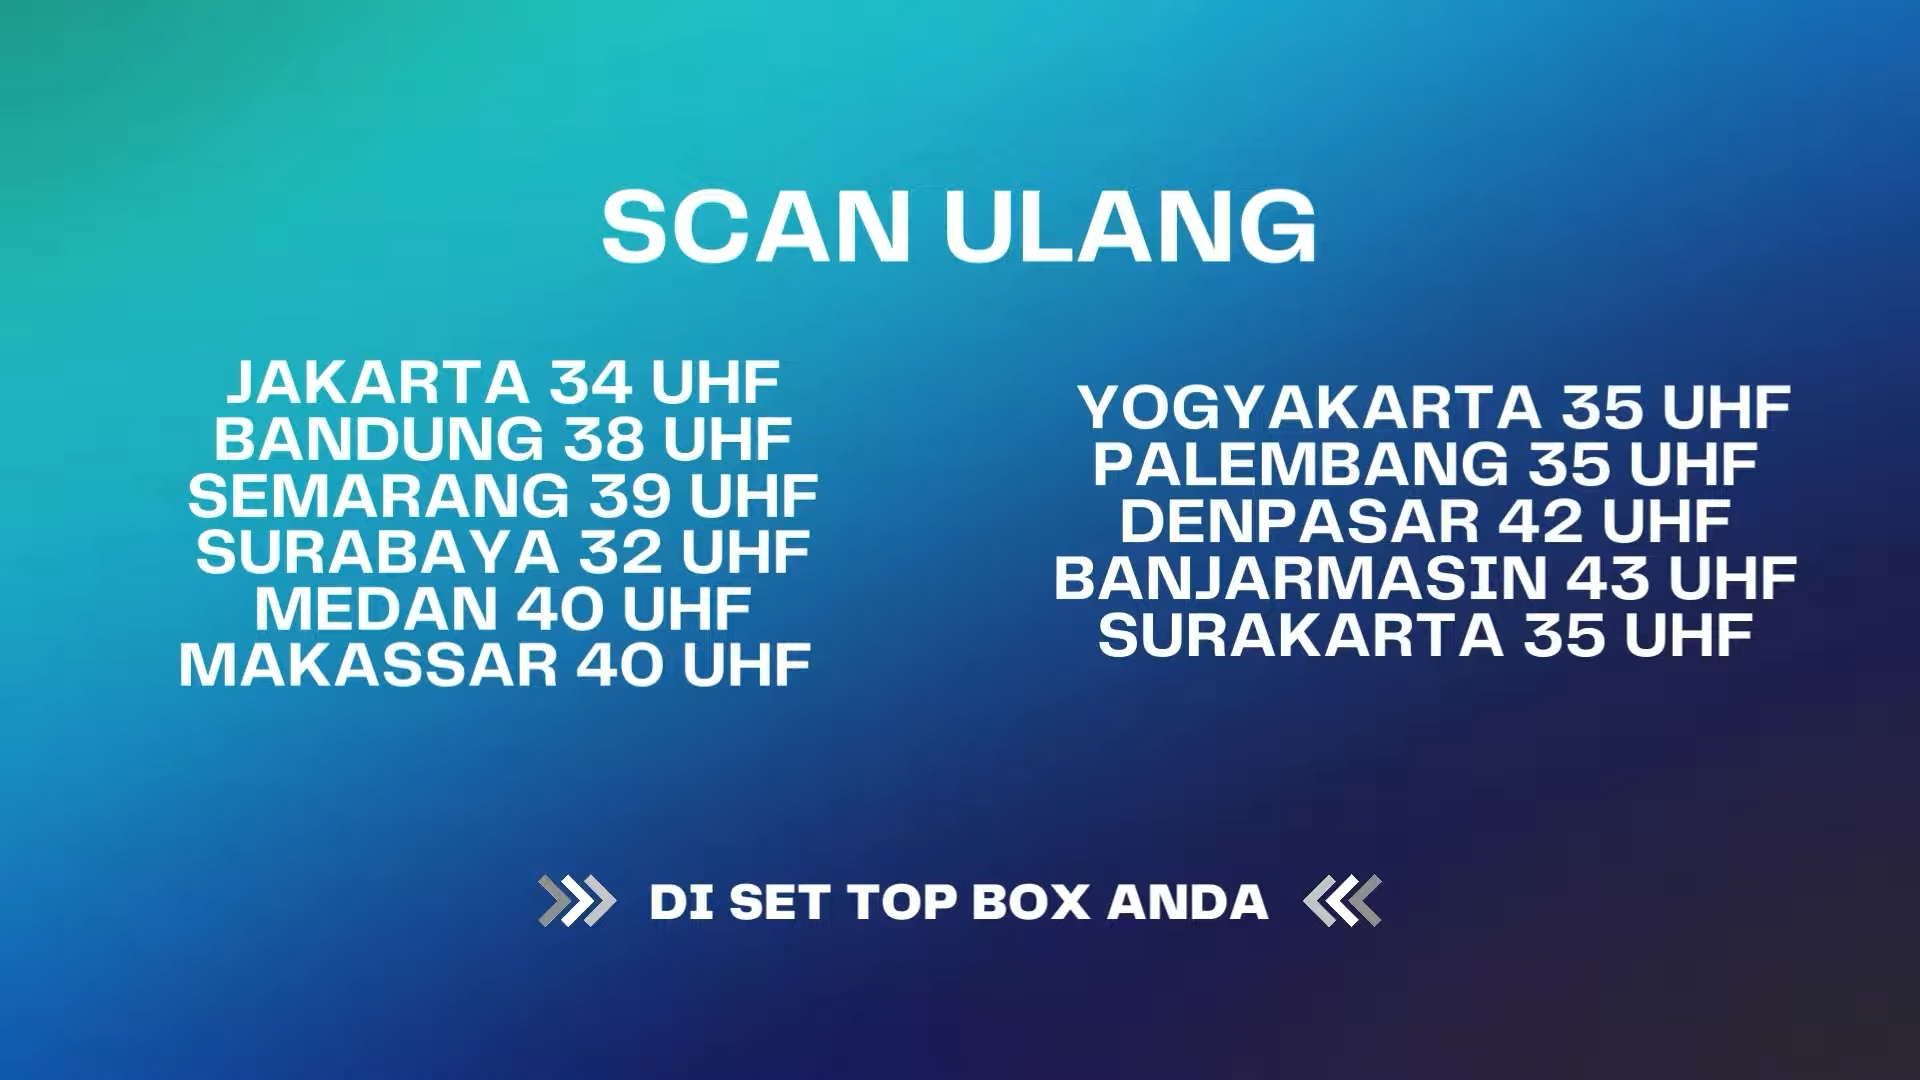 SCAN ULANG
JAKARTA 34 UHF
BANDUNG 38 UHF
SEMARANG 39 UHF
SURABAYA 32 UHF
MEDAN 40 UHF
MAKASSAR 40 UHF
YOGYAKARTA 35 UHF
PALEMBANG 35 UHF
DENPASAR 42 UHF
BANJARMASIN 43 UHF
SURAKARTA 35 UHF
DI SET TOP BOX ANDA